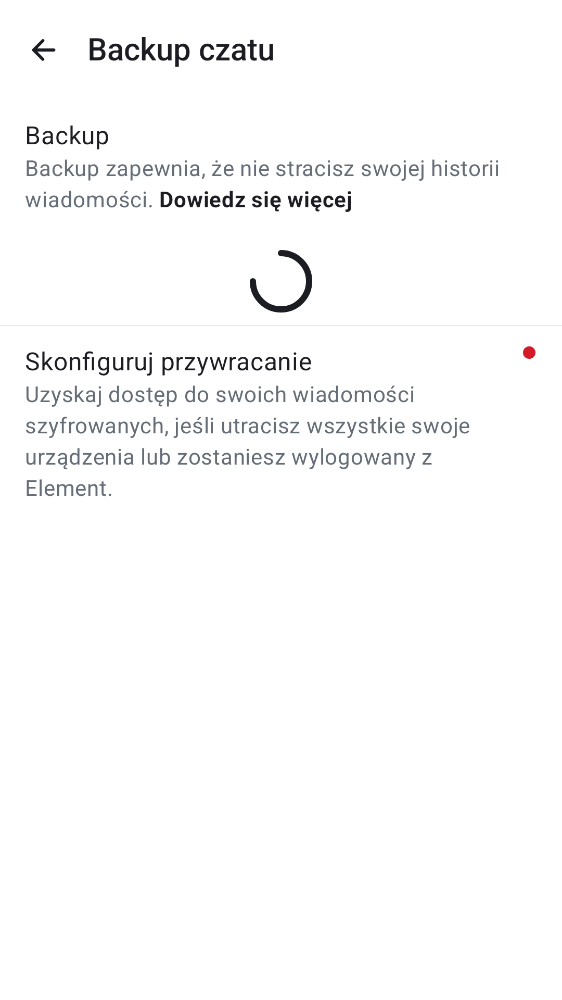 Backup czatu
Backup
Backup zapewnia, że nie stracisz swojej historii
wiadomości. Dowiedz się więcej
Skonfiguruj przywracanie
Uzyskaj dostęp do swoich wiadomości
szyfrowanych, jeśli utracisz wszystkie swoje
urządzenia lub zostaniesz wylogowany z
Element.